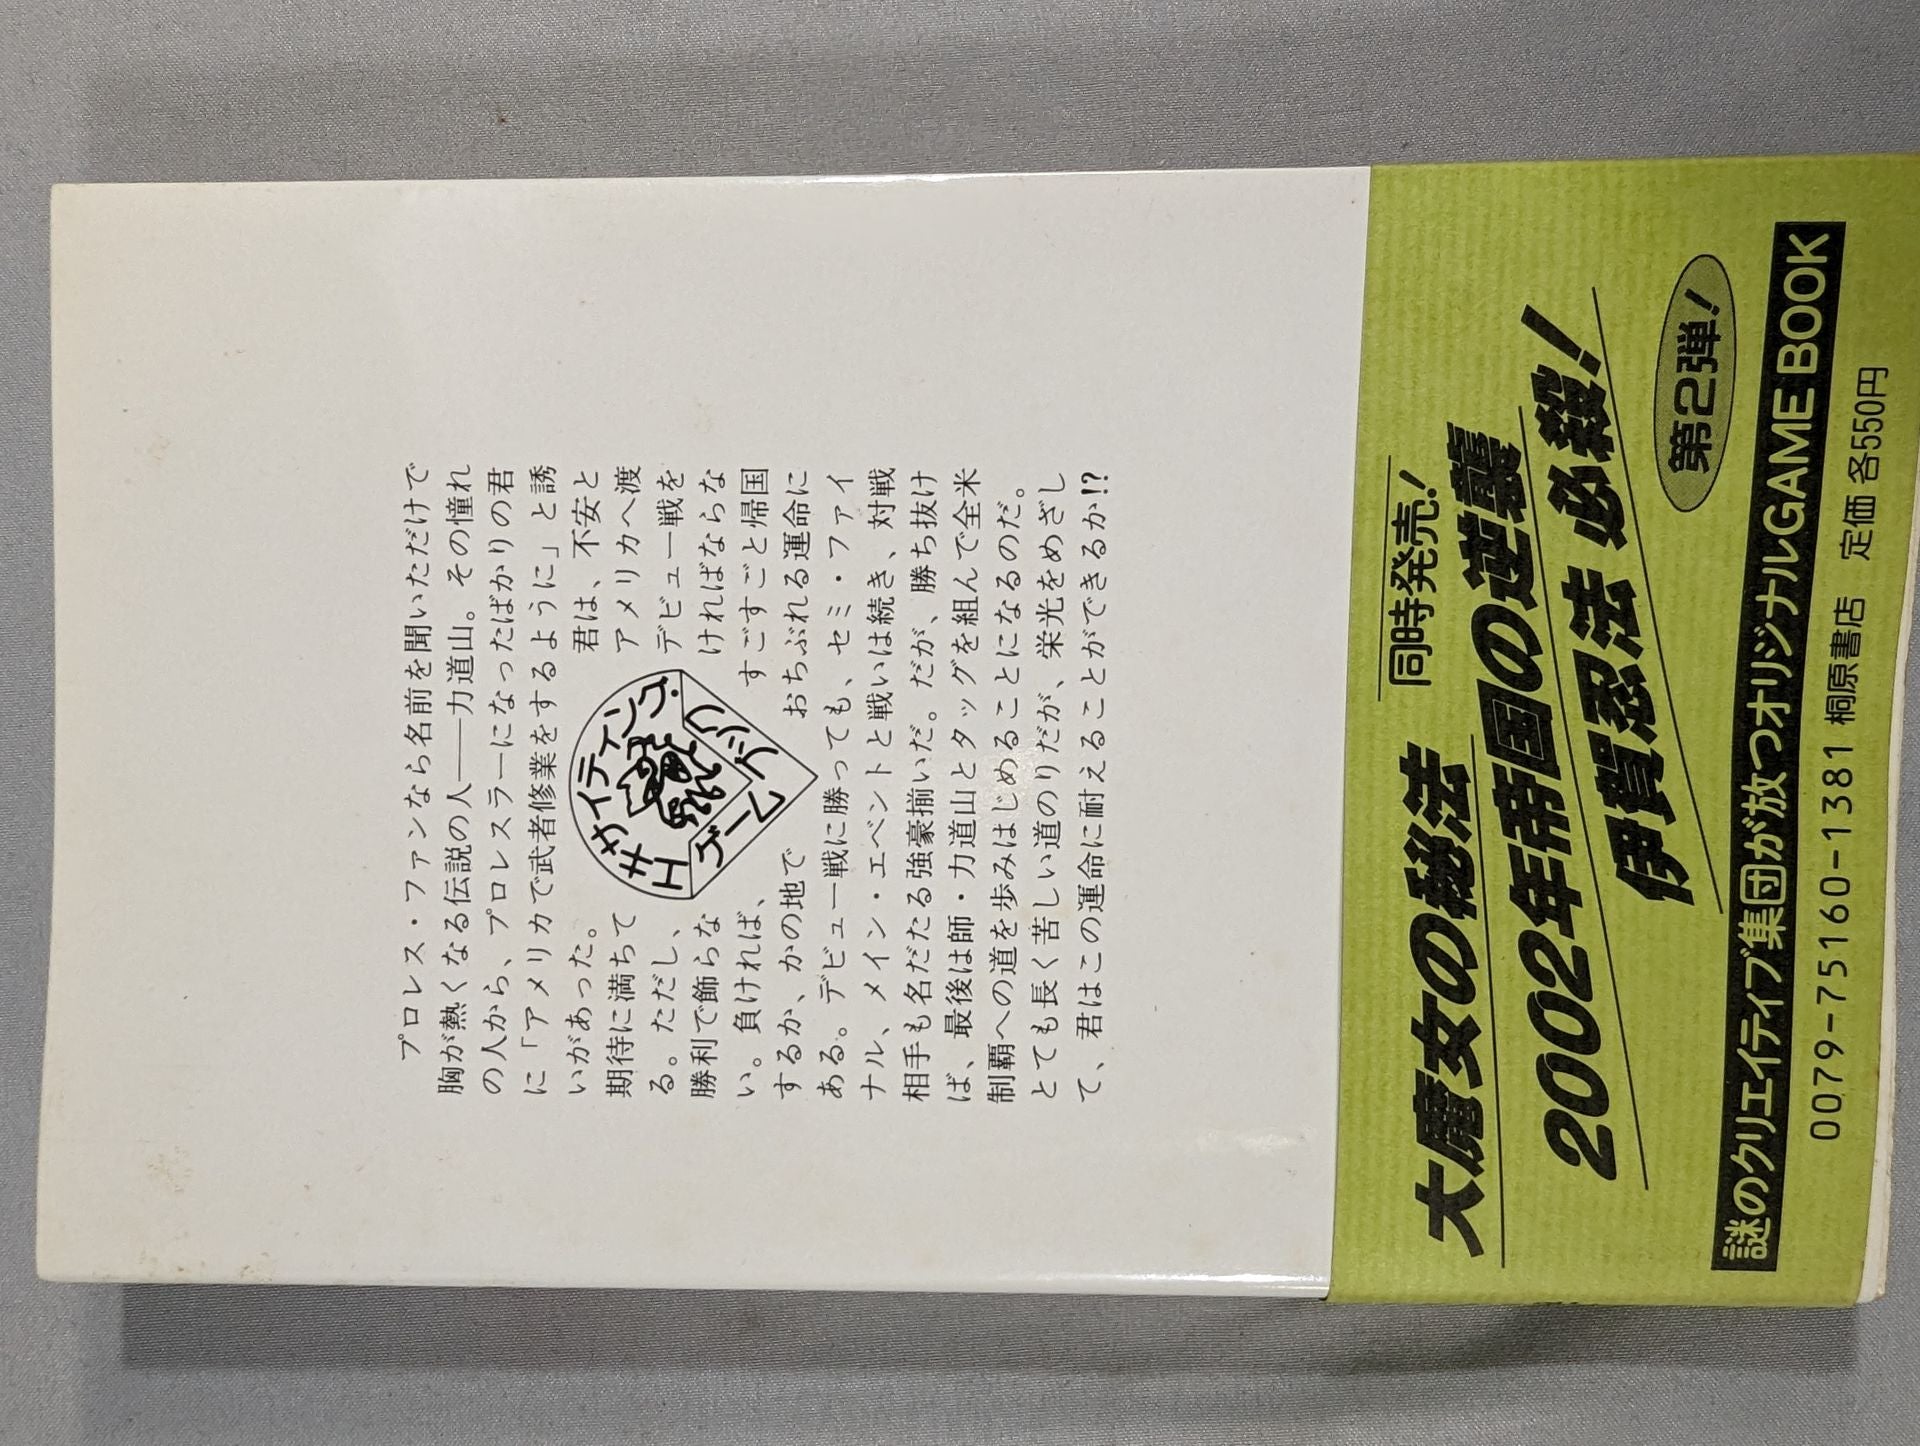 プロレス・ファンなら名前を聞いただけで
胸が熱くなる伝説の人——力道山。その憧れ
の人から、プロレスラーになったばかりの君
に「アメリカで武者修業をするように」と誘
いがあった。 君は、不安と
期待に満ちて アメリカへ渡
る。ただし、 デビュー戦を
勝利で飾らな ければならな
い。負ければ、 すごすごと帰国
するか、かの地で おちぶれる運命に
ある。デビュー戦に勝っても、セミ・ファイ
ナル、メイン・エベントと戦いは続き、対戦
相手も名だたる強豪揃いだ。だが、勝ち抜け
ば、最後は師・力道山とタッグを組んで全米
制覇への道を歩みはじめることになるのだ。
とても長く苦しい道のりだが、栄光をめざし
て、君はこの運命に耐えることができるか!?
エキサイティング・
ゲームブック
同時発売!
大魔女の秘法
2002年帝国の逆襲
伊賀忍法 必殺!
第2弾!
謎のクリエイティブ集団が放つオリジナルGAME BOOK
0079-75160-1381 桐原書店 定価 各550円